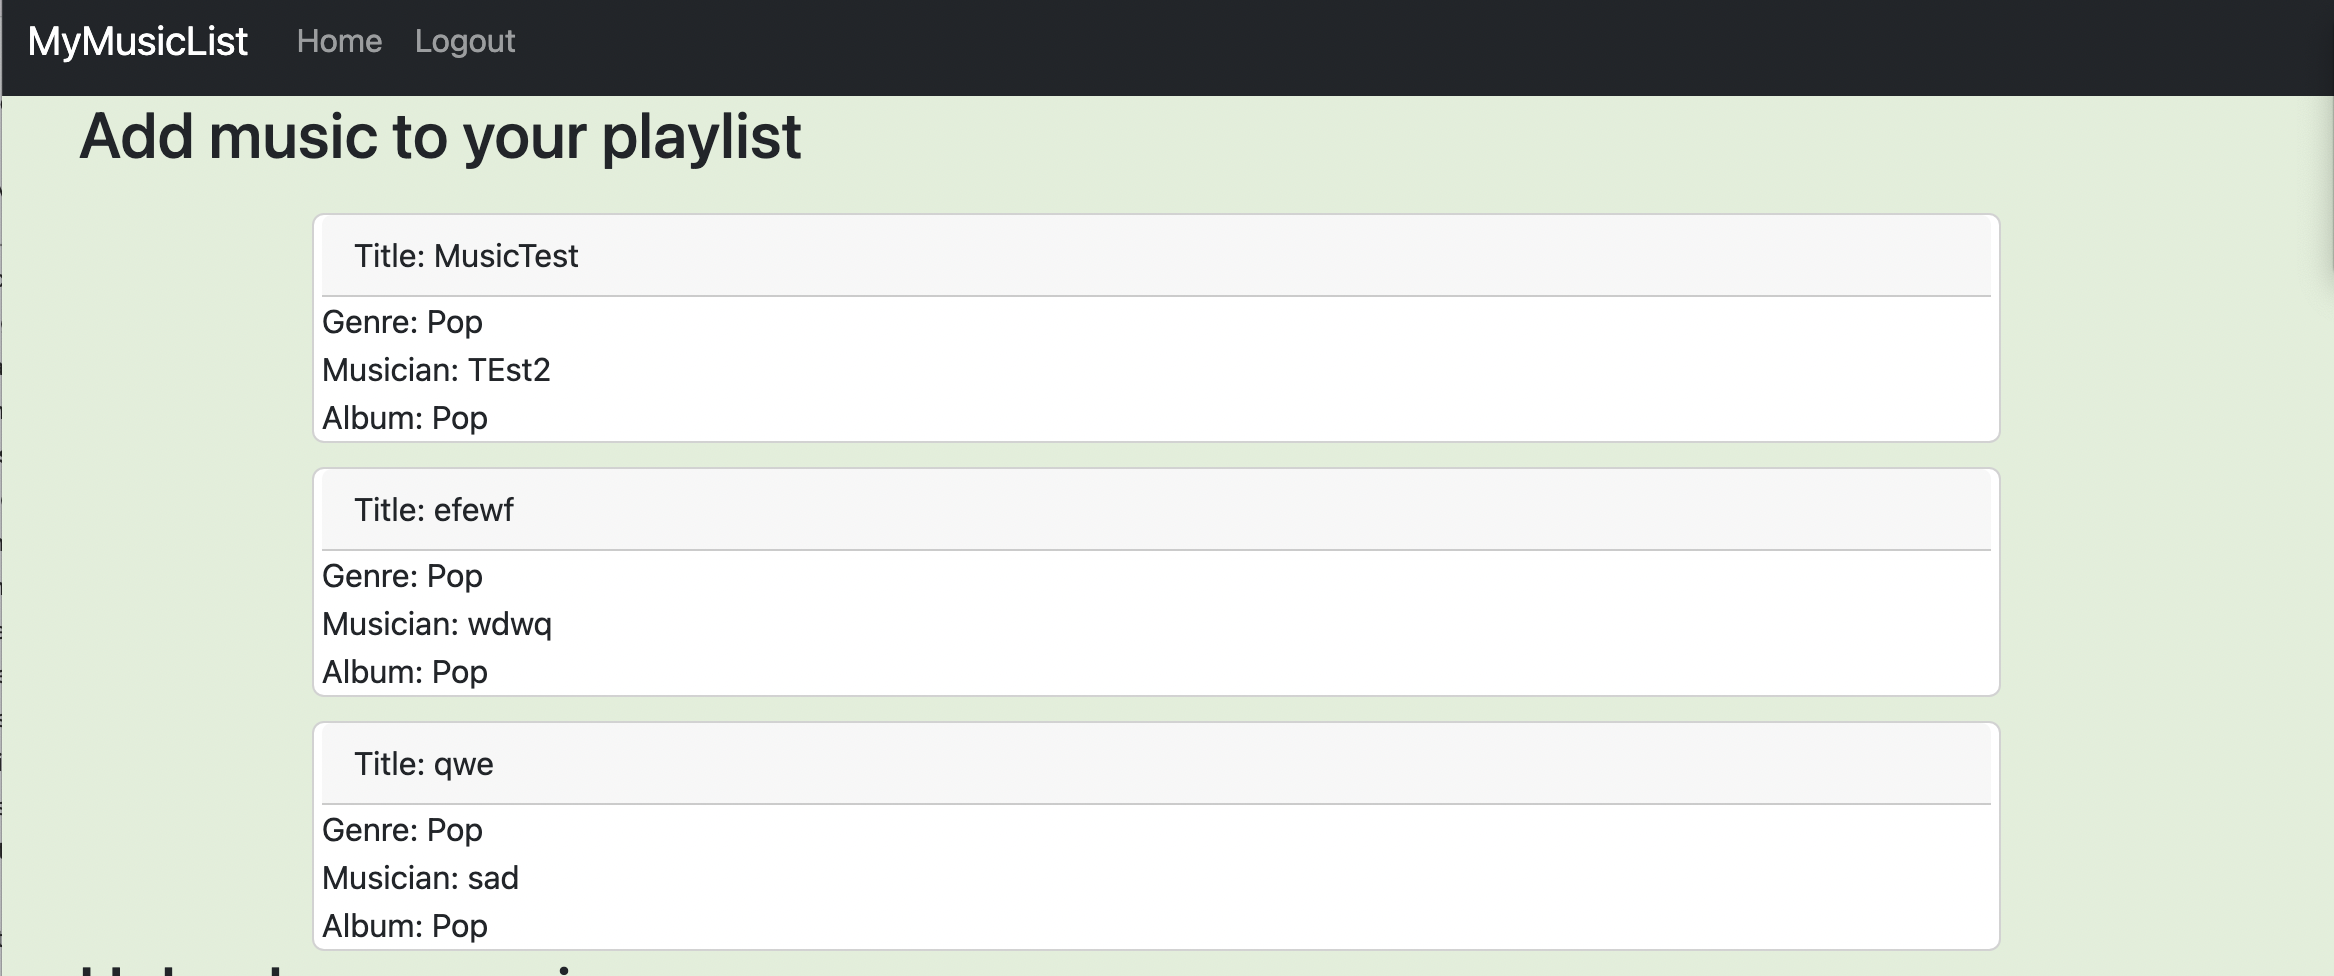 MyMusicList Home Logout
Add music to your playlist
Title: MusicTest
Genre: Pop
Musician: TEst2
Album: Pop
Title: efewf
Genre: Pop
Musician: wdwq
Album: Pop
Title: qwe
Genre: Pop
Musician: sad
Album: Pop